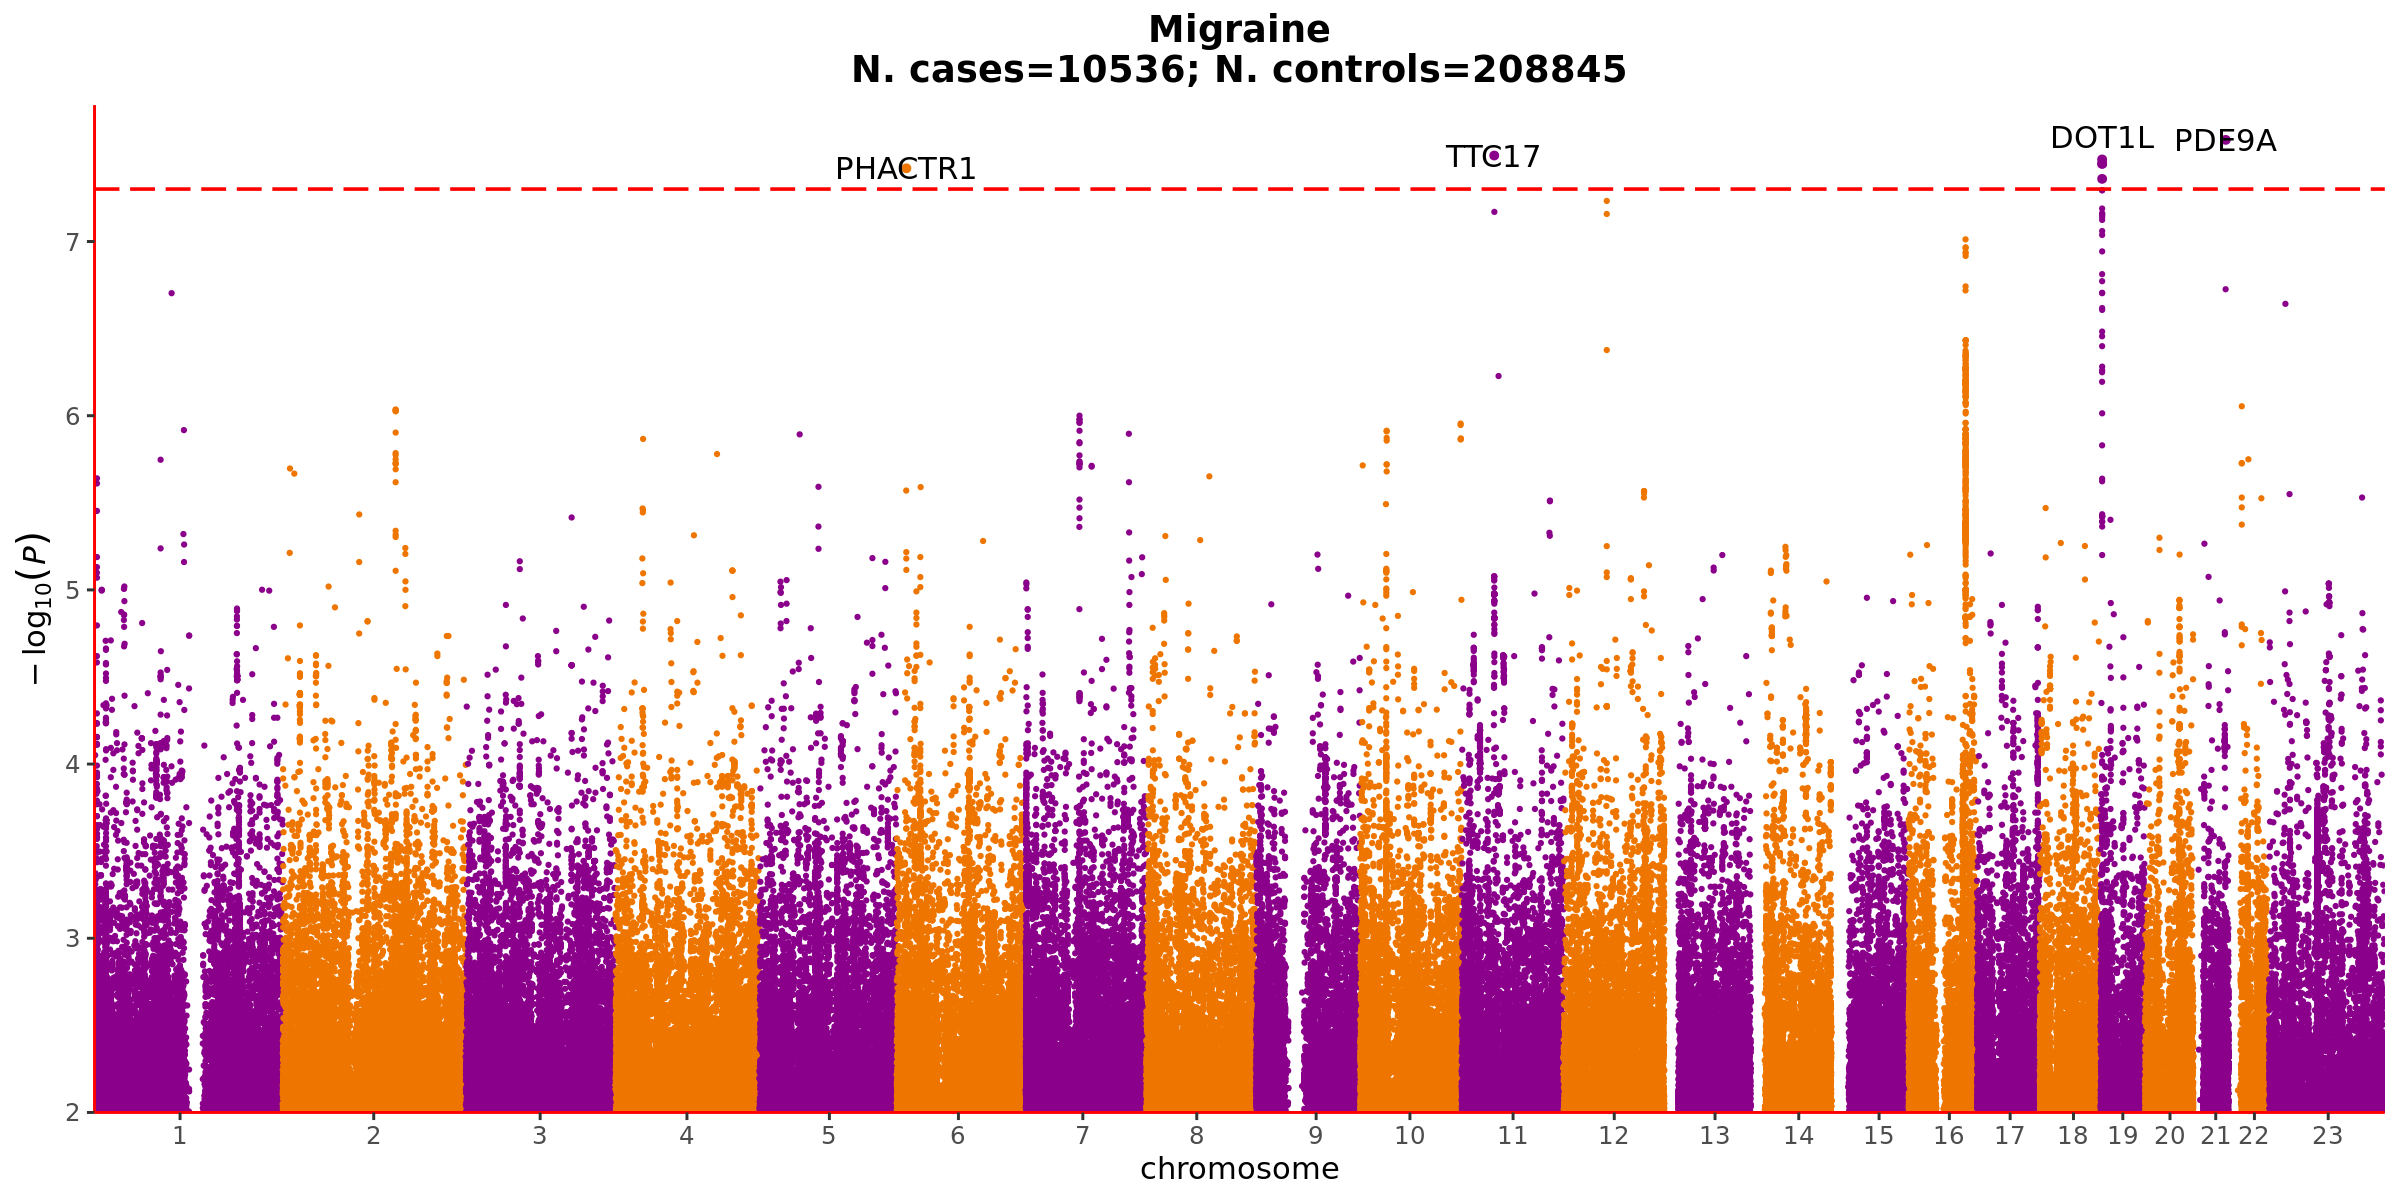 Migraine
N. cases=10536; N. controls=208845
DOT1L PDE9A
TTC17
PHACTR1
7
6
5
4
3
2
−log10(P)
1 2 3 4 5 6 7 8 9 10 11 12 13 14 15 16 17 18 19 20 21 22 23
chromosome